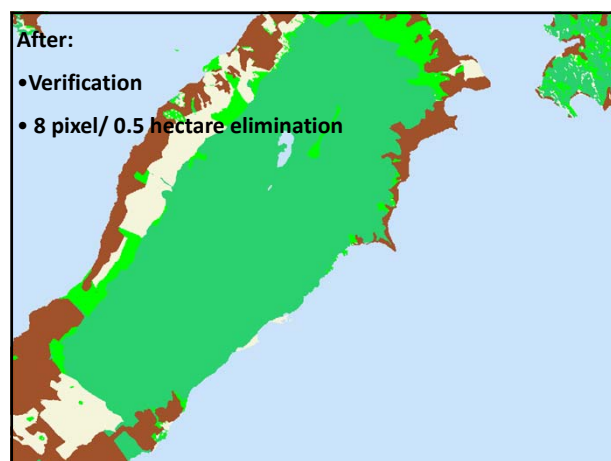 After:
•Verification
• 8 pixel/ 0.5 hectare elimination